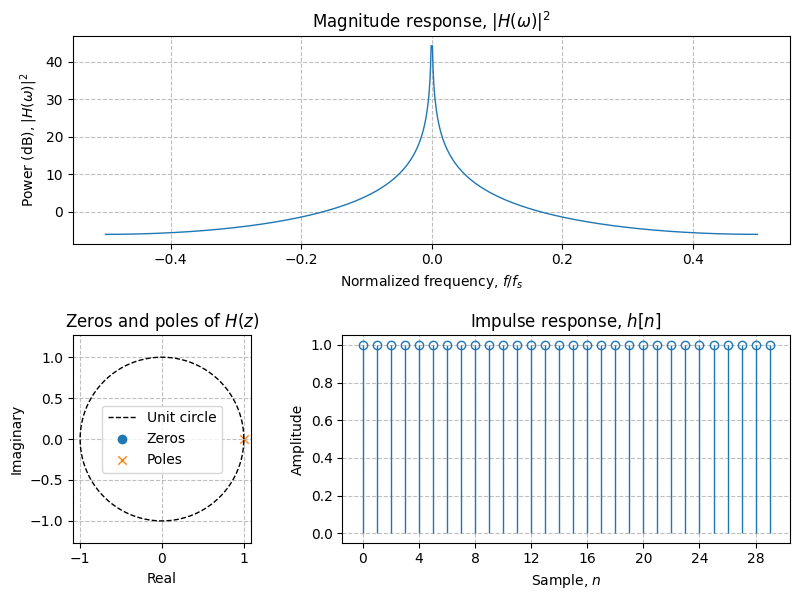 Magnitude response, |H(ω)|²
Power (dB), |H(ω)|²
40
30
20
10
0
−0.4 −0.2 0.0 0.2 0.4
Normalized frequency, f/fₛ
Zeros and poles of H(z)
Imaginary
1.0
0.5
0.0
−0.5
−1.0
Unit circle
Zeros
Poles
−1 0 1
Real
Impulse response, h[n]
Amplitude
1.0
0.8
0.6
0.4
0.2
0.0
0 4 8 12 16 20 24 28
Sample, n